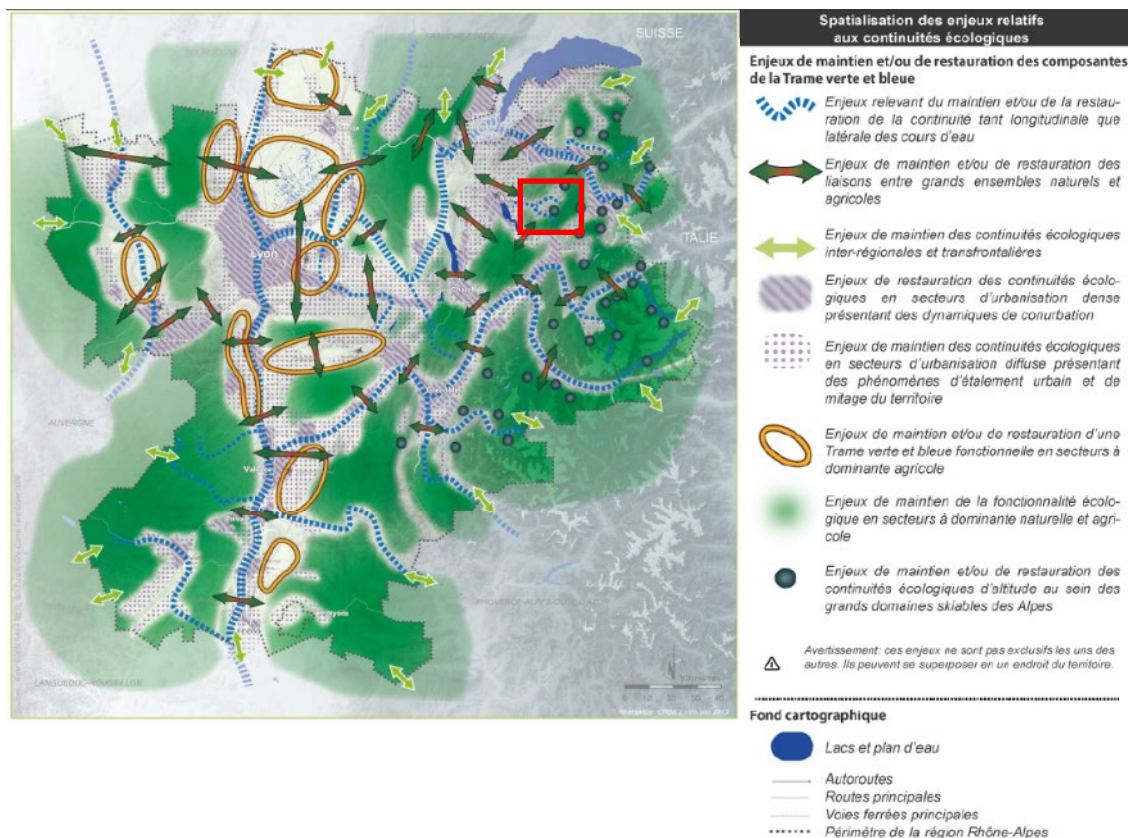 SUISSE
ITALIE
Lyon
AUVERGNE
LANGUEDOC-ROUSSILLON
Spatialisation des enjeux relatifs
aux continuités écologiques
Enjeux de maintien et/ou de restauration des composantes
de la Trame verte et bleue
Enjeux relevant du maintien et/ou de la restau-
ration de la continuité tant longitudinale que
latérale des cours d'eau
Enjeux de maintien et/ou de restauration des
liaisons entre grands ensembles naturels et
agricoles
Enjeux de maintien des continuités écologiques
inter-régionales et transfrontalières
Enjeux de restauration des continuités écolo-
giques en secteurs d'urbanisation dense
présentant des dynamiques de conurbation
Enjeux de maintien des continuités écologiques
en secteurs d'urbanisation diffuse présentant
des phénomènes d'étalement urbain et de
mitage du territoire
Enjeux de maintien et/ou de restauration d'une
Trame verte et bleue fonctionnelle en secteurs à
dominante agricole
Enjeux de maintien de la fonctionnalité écolo-
gique en secteurs à dominante naturelle et agri-
cole
Enjeux de maintien et/ou de restauration des
continuités écologiques d'altitude au sein des
grands domaines skiables des Alpes
Avertissement: ces enjeux ne sont pas exclusifs les uns des
autres. Ils peuvent se superposer en un endroit du territoire.
Fond cartographique
Lacs et plan d'eau
Autoroutes
Routes principales
Voies ferrées principales
Périmètre de la région Rhône-Alpes